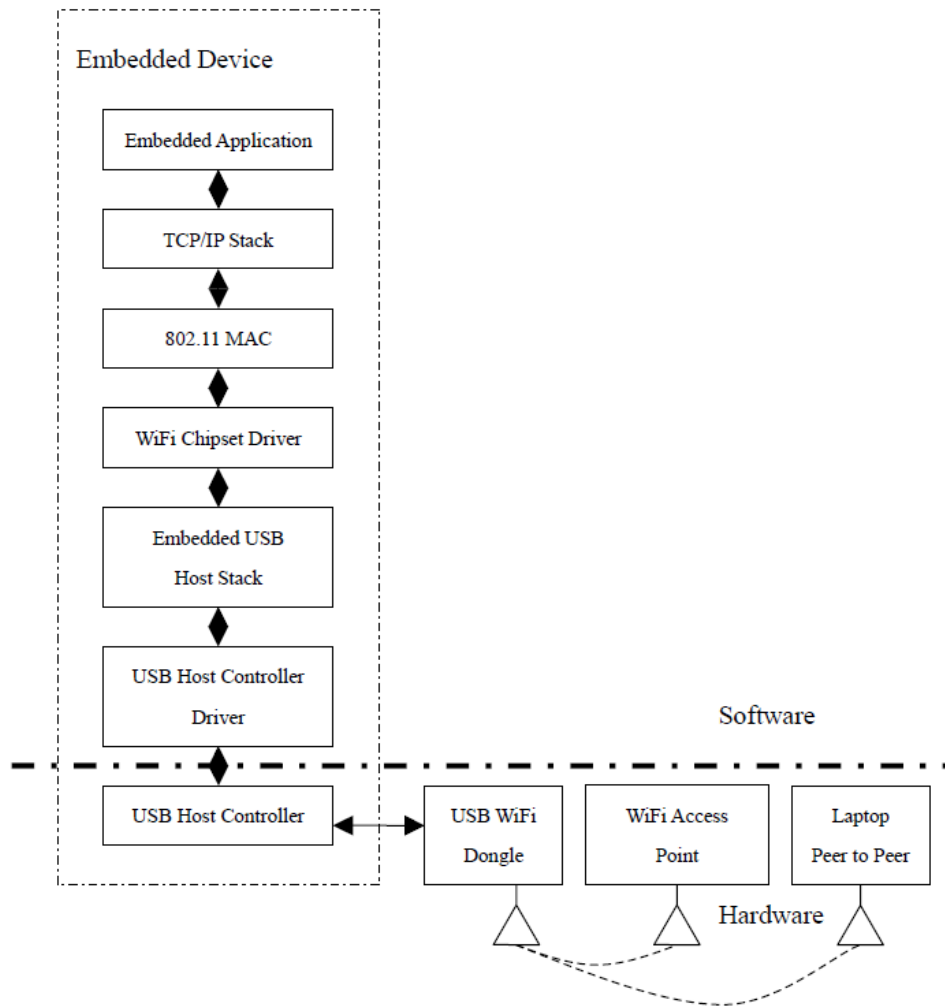 Embedded Device
Embedded Application
TCP/IP Stack
802.11 MAC
WiFi Chipset Driver
Embedded USB
Host Stack
USB Host Controller
Driver
Software
USB Host Controller
USB WiFi
Dongle
WiFi Access
Point
Laptop
Peer to Peer
Hardware